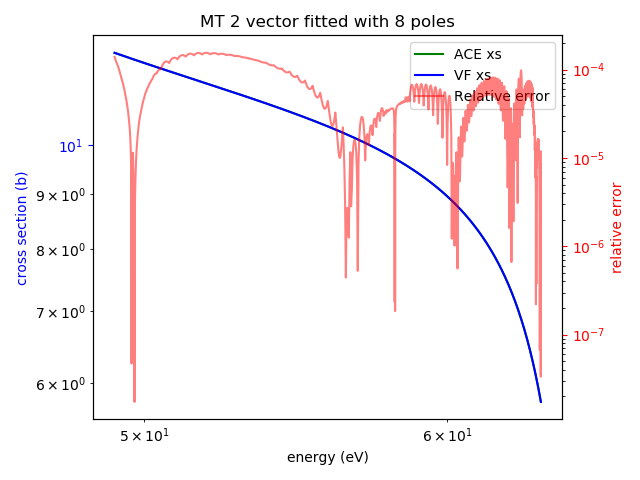 MT 2 vector fitted with 8 poles
ACE xs
VF xs
Relative error
10¹
9 × 10⁰
8 × 10⁰
7 × 10⁰
6 × 10⁰
cross section (b)
10⁻⁴
10⁻⁵
10⁻⁶
10⁻⁷
relative error
5 × 10¹
6 × 10¹
energy (eV)